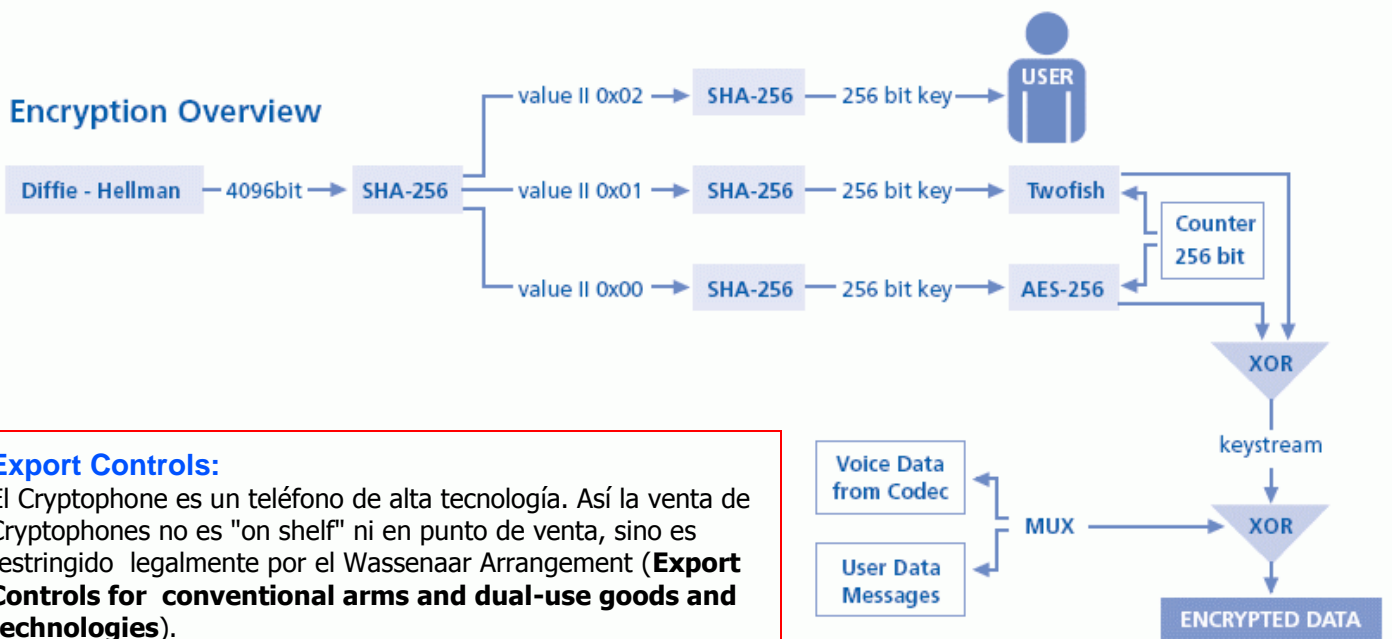 Encryption Overview
value II 0x02
SHA-256
256 bit key
USER
Diffie - Hellman
4096bit
SHA-256
value II 0x01
SHA-256
256 bit key
Twofish
Counter
256 bit
value II 0x00
SHA-256
256 bit key
AES-256
XOR
keystream
Export Controls:
El Cryptophone es un teléfono de alta tecnología. Así la venta de
Cryptophones no es "on shelf" ni en punto de venta, sino es
restringido legalmente por el Wassenaar Arrangement (Export
Controls for conventional arms and dual-use goods and
technologies).
Voice Data
from Codec
MUX
XOR
User Data
Messages
ENCRYPTED DATA